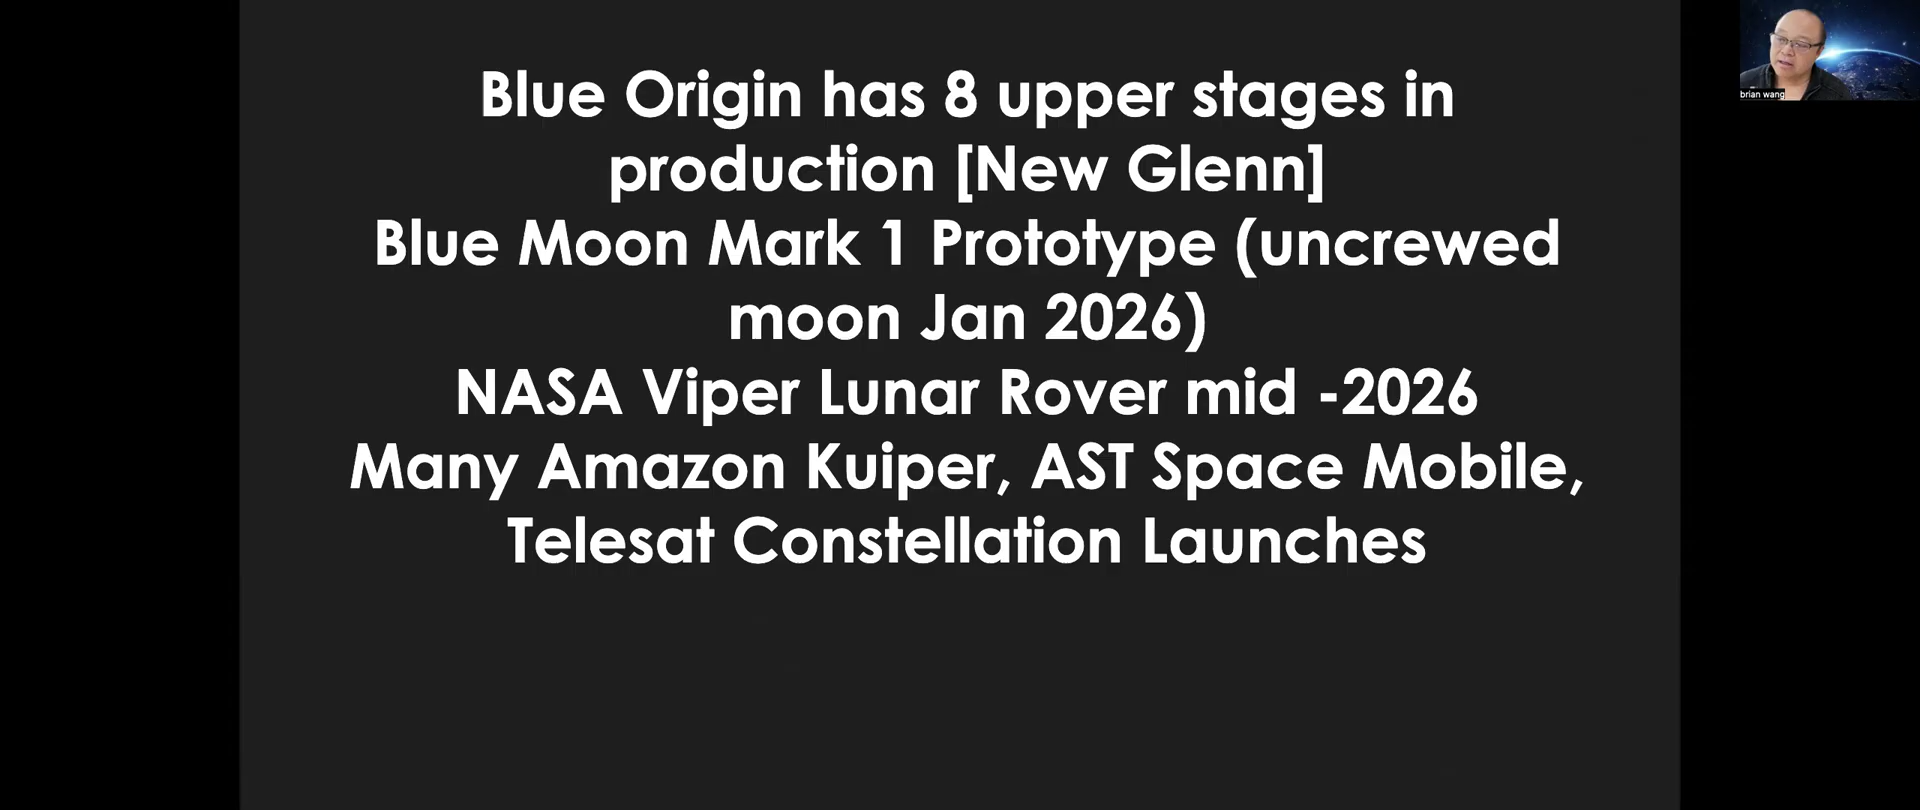 Blue Origin has 8 upper stages in
production [New Glenn]
Blue Moon Mark 1 Prototype (uncrewed
moon Jan 2026)
NASA Viper Lunar Rover mid -2026
Many Amazon Kuiper, AST Space Mobile,
Telesat Constellation Launches
brian wang